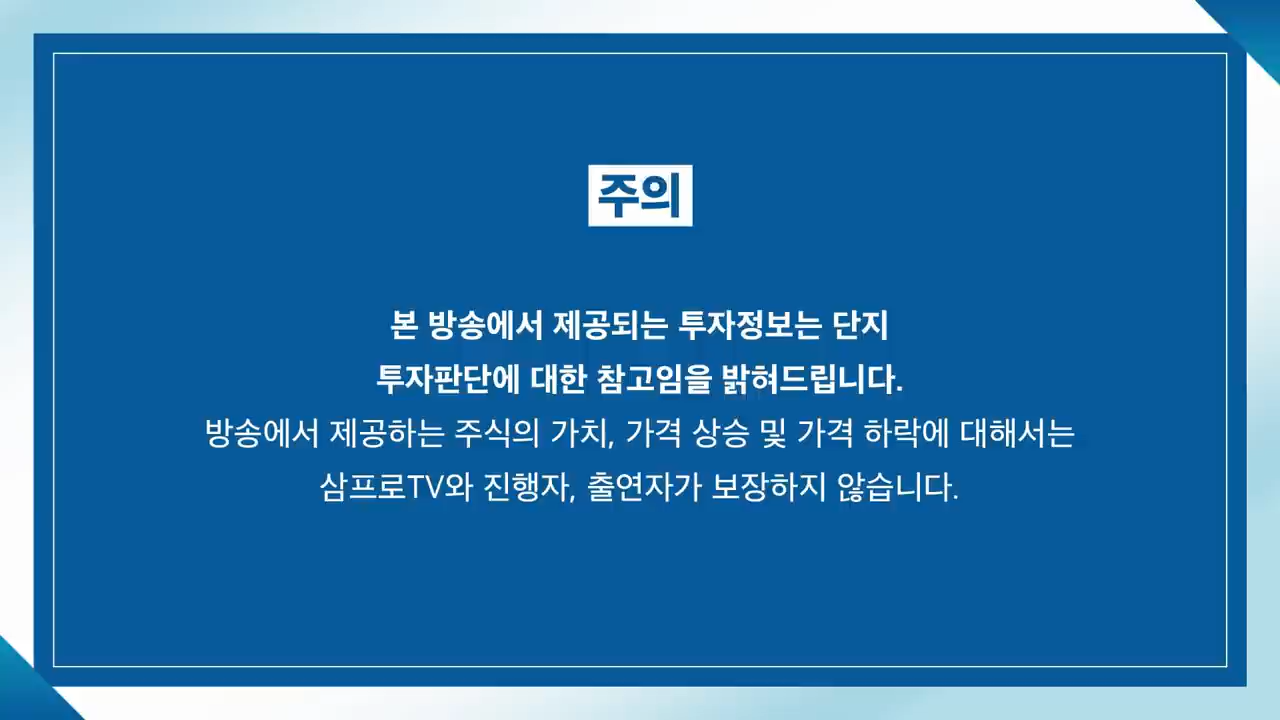 주의
본 방송에서 제공되는 투자정보는 단지
투자판단에 대한 참고임을 밝혀드립니다.
방송에서 제공하는 주식의 가치, 가격 상승 및 가격 하락에 대해서는
삼프로TV와 진행자, 출연자가 보장하지 않습니다.